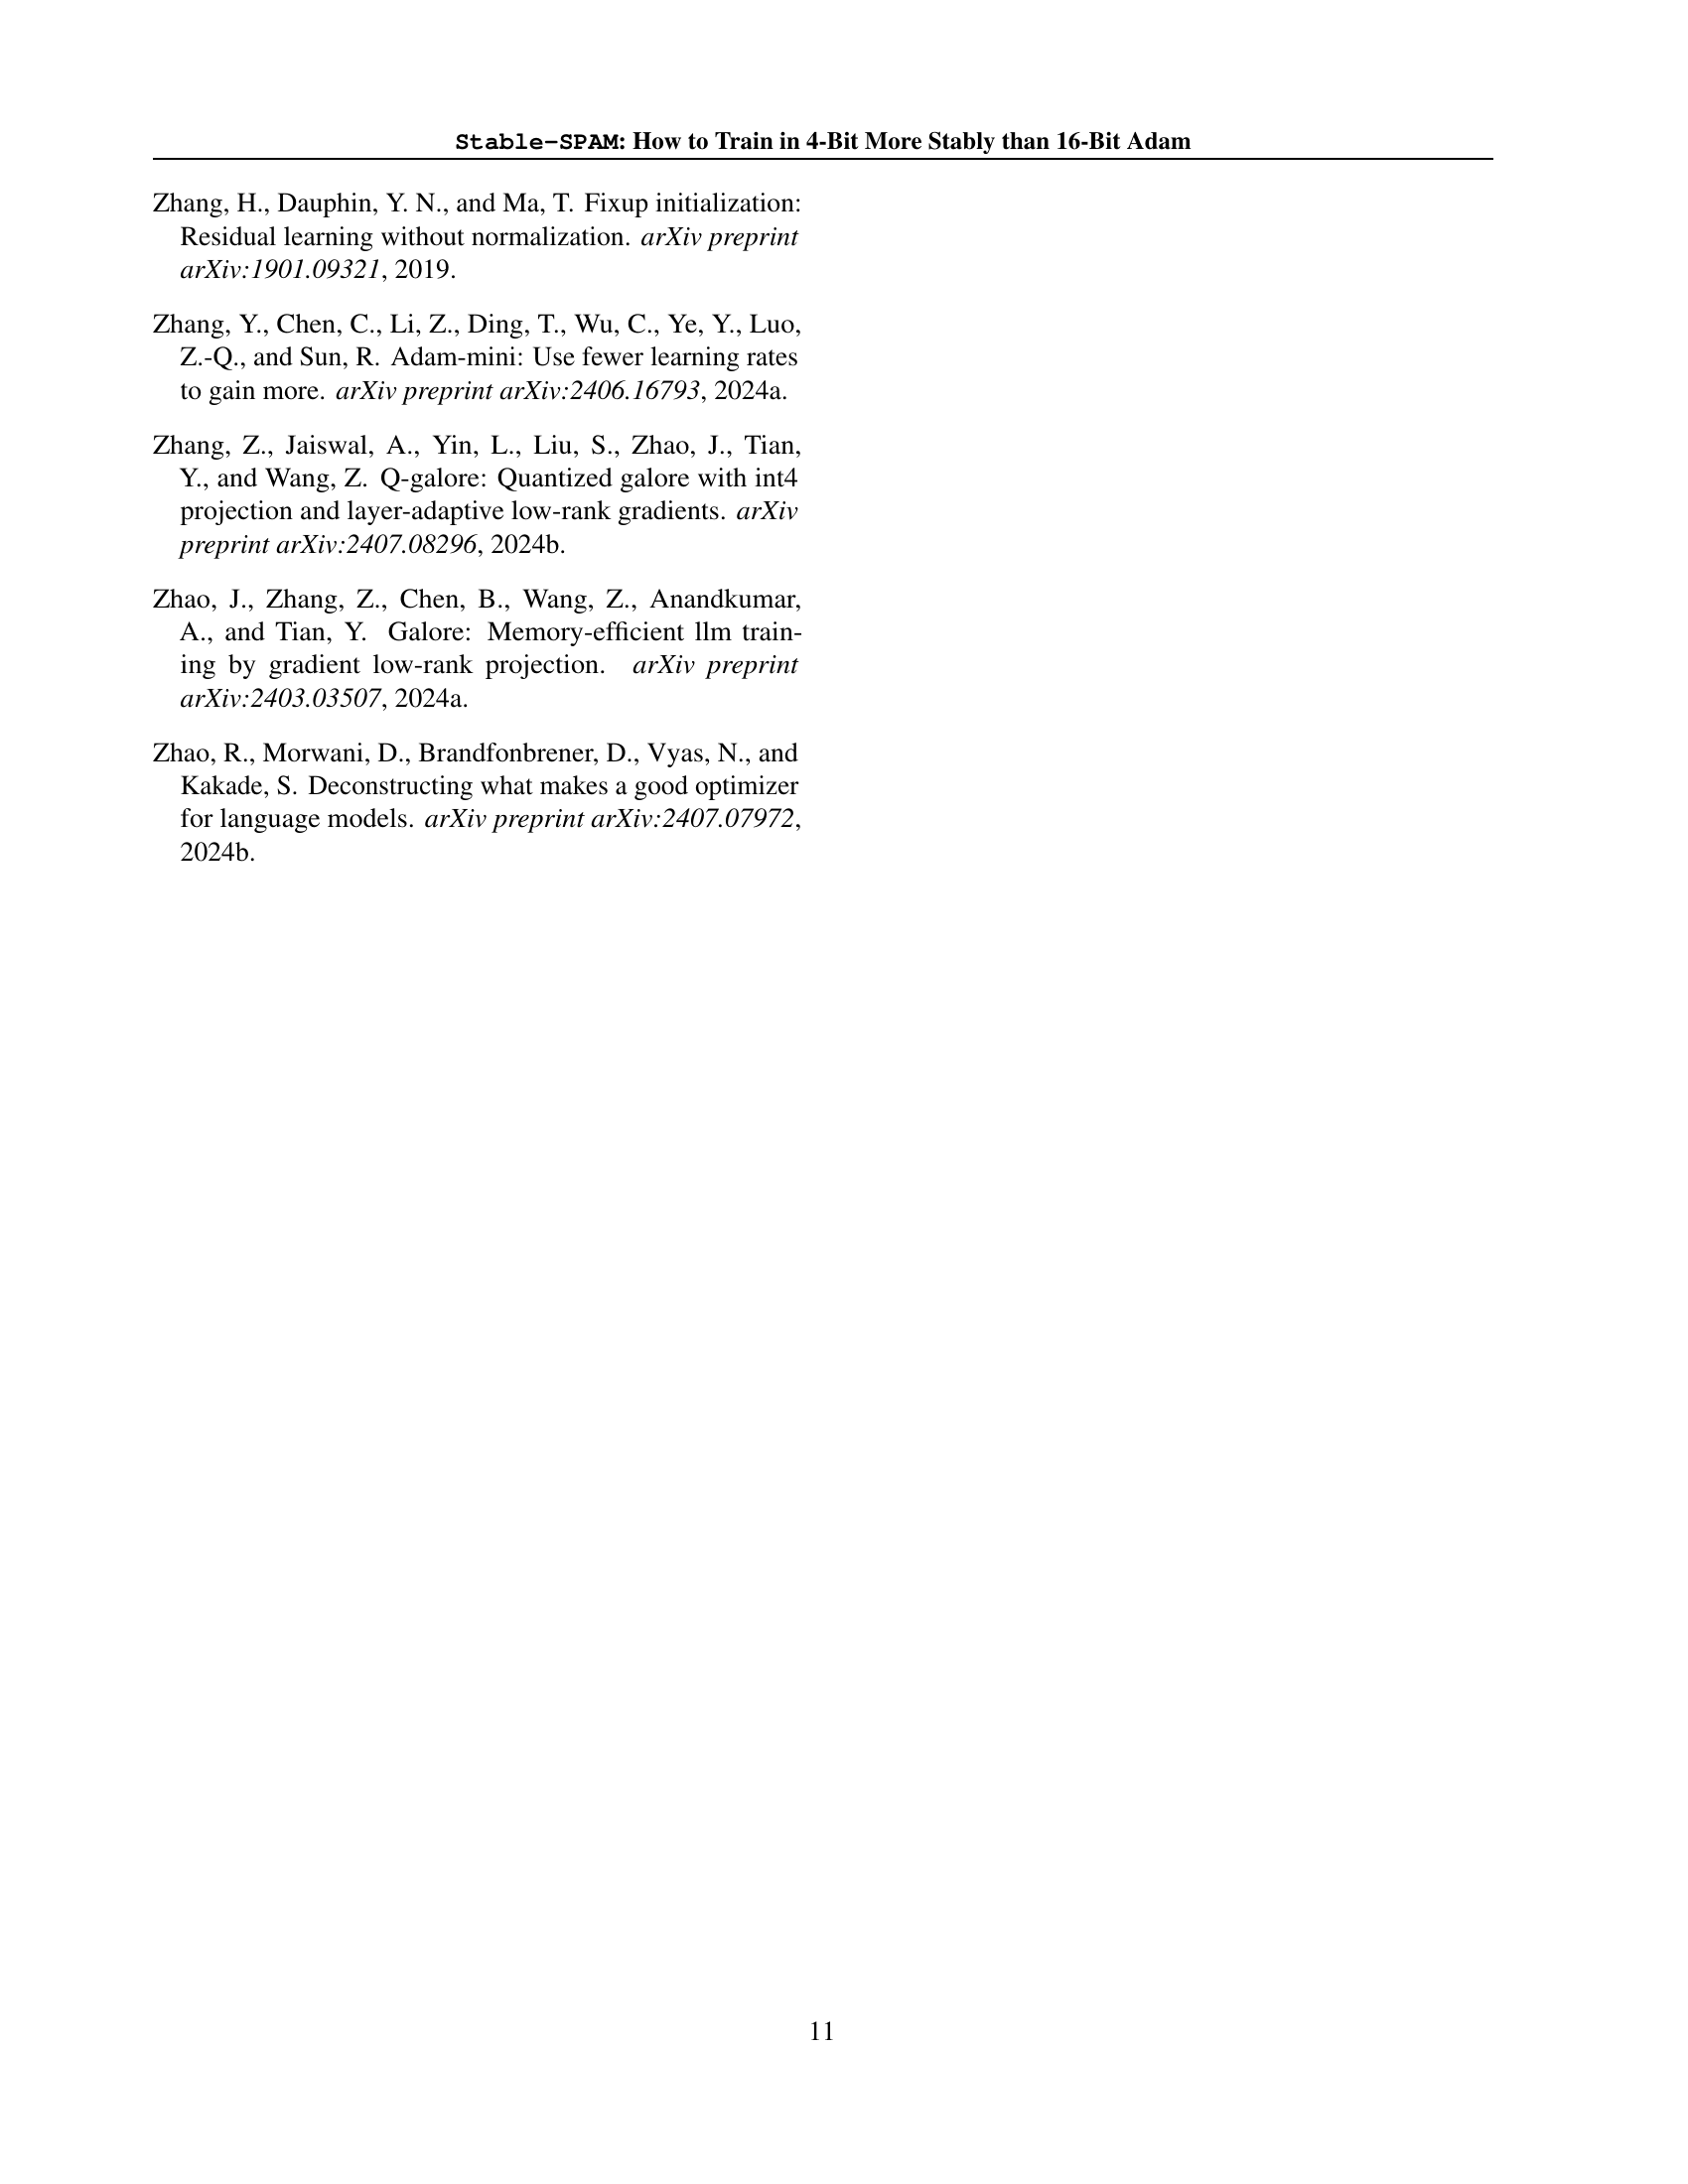 Stable-SPAM: How to Train in 4-Bit More Stably than 16-Bit Adam
Zhang, H., Dauphin, Y. N., and Ma, T. Fixup initialization:
Residual learning without normalization. arXiv preprint
arXiv:1901.09321, 2019.
Zhang, Y., Chen, C., Li, Z., Ding, T., Wu, C., Ye, Y., Luo,
Z.-Q., and Sun, R. Adam-mini: Use fewer learning rates
to gain more. arXiv preprint arXiv:2406.16793, 2024a.
Zhang, Z., Jaiswal, A., Yin, L., Liu, S., Zhao, J., Tian,
Y., and Wang, Z. Q-galore: Quantized galore with int4
projection and layer-adaptive low-rank gradients. arXiv
preprint arXiv:2407.08296, 2024b.
Zhao, J., Zhang, Z., Chen, B., Wang, Z., Anandkumar,
A., and Tian, Y. Galore: Memory-efficient llm train-
ing by gradient low-rank projection. arXiv preprint
arXiv:2403.03507, 2024a.
Zhao, R., Morwani, D., Brandfonbrener, D., Vyas, N., and
Kakade, S. Deconstructing what makes a good optimizer
for language models. arXiv preprint arXiv:2407.07972,
2024b.
11